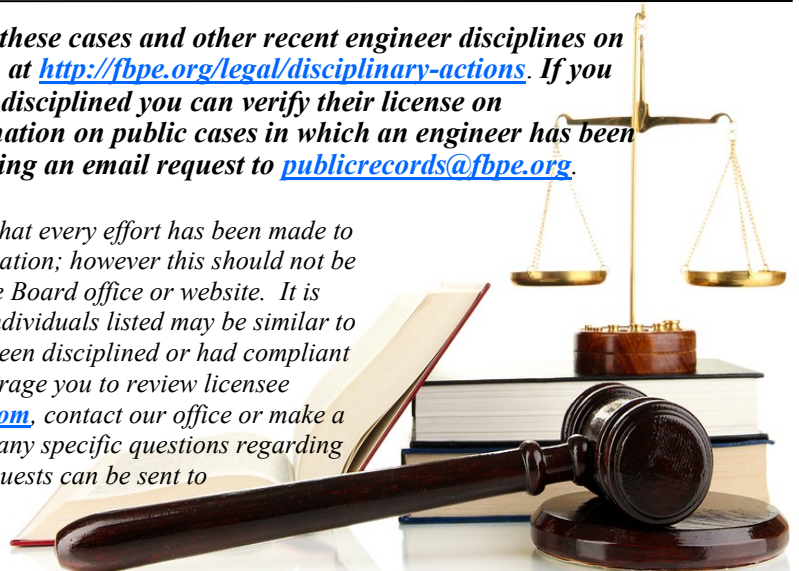 these cases and other recent engineer disciplines on
at http://fbpe.org/legal/disciplinary-actions. If you
disciplined you can verify their license on
nation on public cases in which an engineer has been
ing an email request to publicrecords@fbpe.org.
hat every effort has been made to
ation; however this should not be
e Board office or website. It is
ndividuals listed may be similar to
een disciplined or had compliant
rage you to review licensee
om, contact our office or make a
any specific questions regarding
uests can be sent to